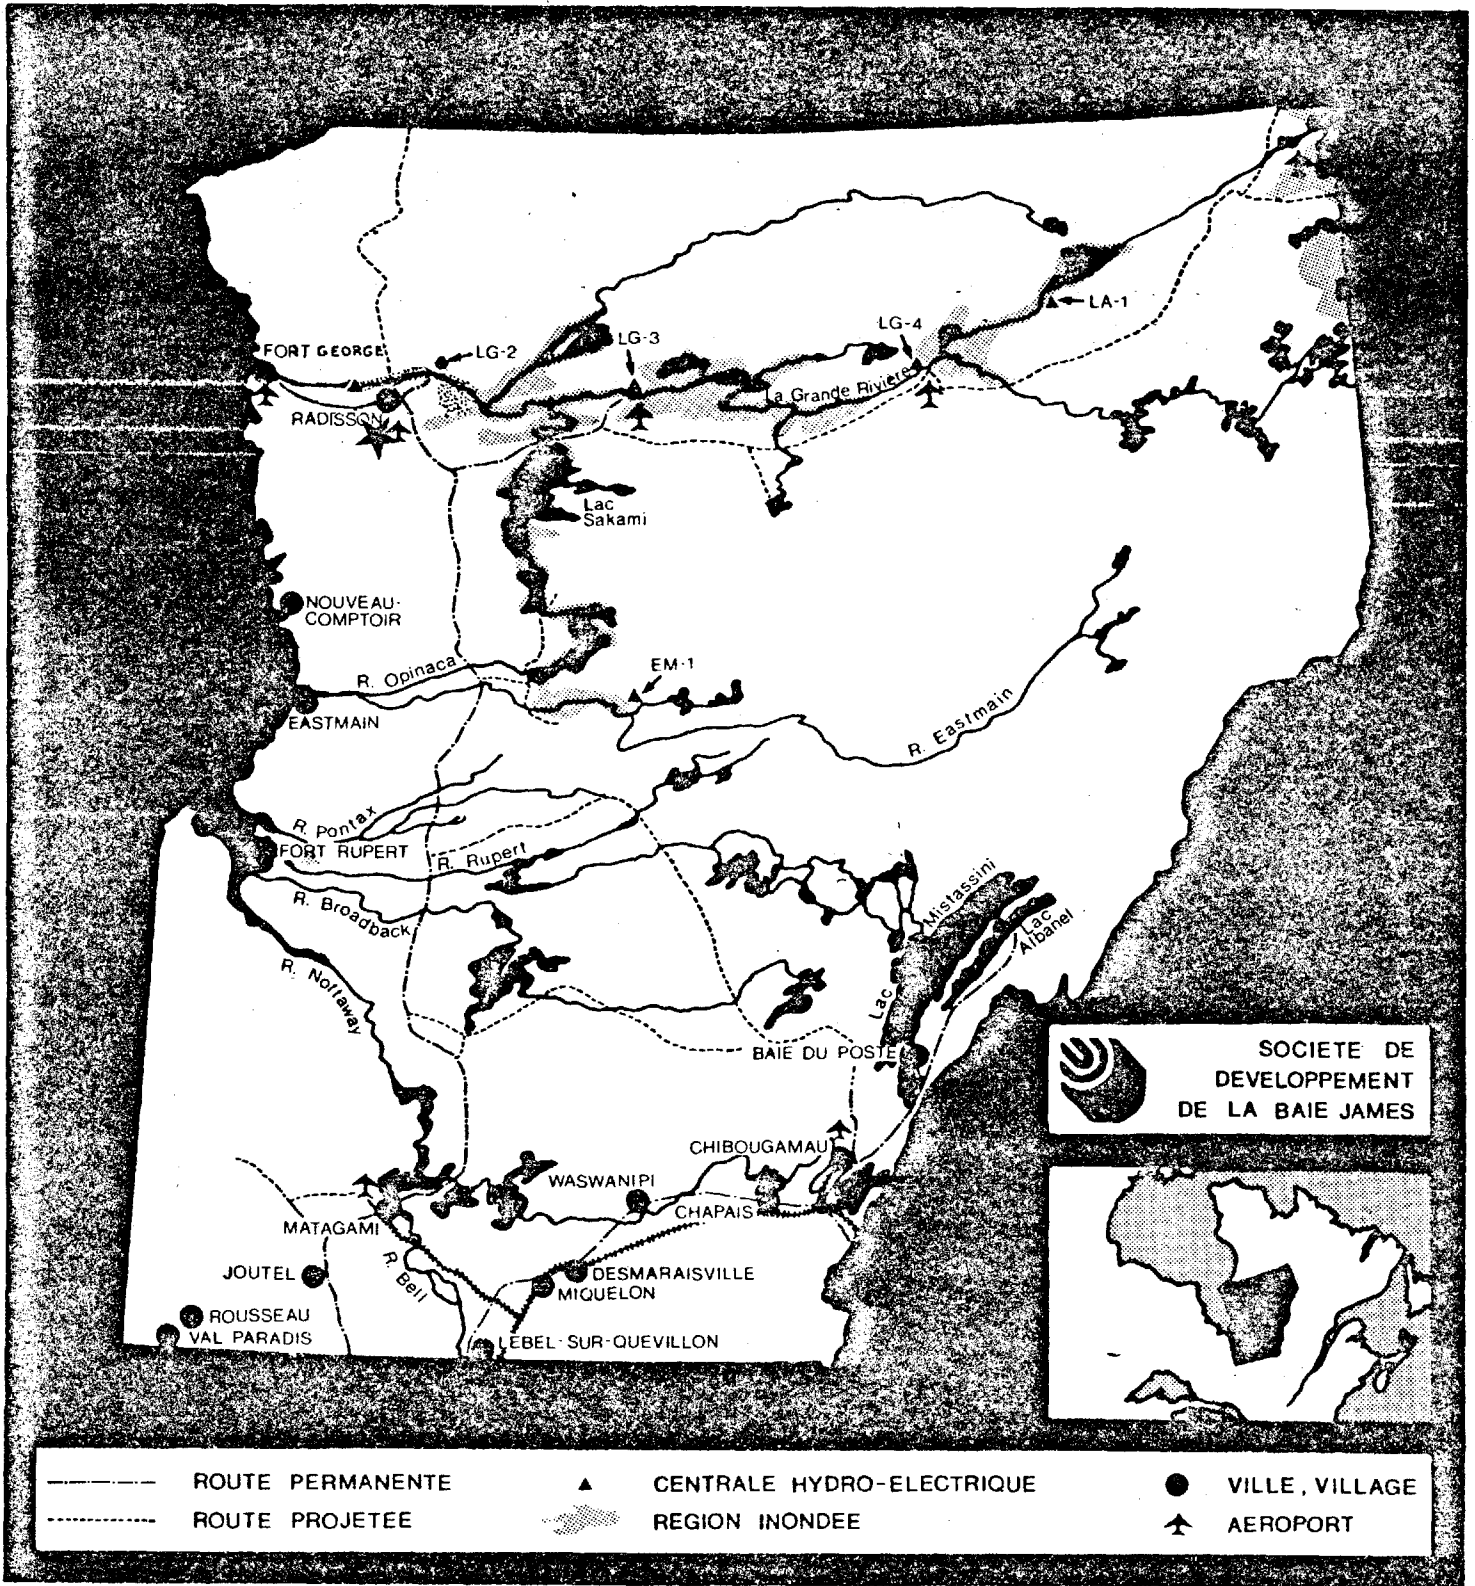 LA-1
LG-4
LG-3
LG-2
FORT GEORGE
La Grande Rivière
RADISSON
Lac
Sakami
NOUVEAU-
COMPTOIR
R. Opinaca
EM-1
EASTMAIN
R. Eastmain
R. Pontax
FORT RUPERT
R. Rupert
R. Broadback
Lac Mistassini
Lac
Albanel
R. Nottaway
BAIE DU POSTE
SOCIETE DE
DEVELOPPEMENT
DE LA BAIE JAMES
CHIBOUGAMAU
WASWANIPI
CHAPAIS
MATAGAMI
R. Bell
JOUTEL
DESMARAISVILLE
MIQUELON
ROUSSEAU
VAL PARADIS
LEBEL-SUR-QUEVILLON
ROUTE PERMANENTE
CENTRALE HYDRO-ELECTRIQUE
VILLE, VILLAGE
ROUTE PROJETEE
REGION INONDEE
AEROPORT